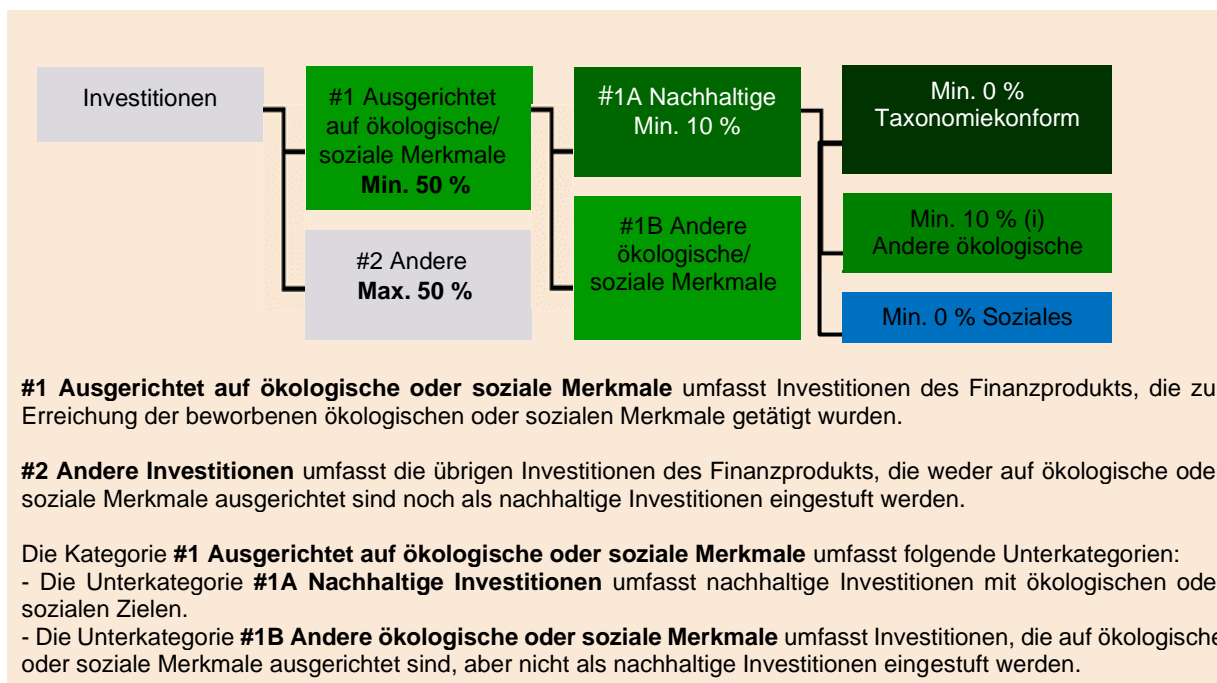 Investitionen
#1 Ausgerichtet
auf ökologische/
soziale Merkmale
Min. 50 %
#2 Andere
Max. 50 %
#1A Nachhaltige
Min. 10 %
#1B Andere
ökologische/
soziale Merkmale
Min. 0 %
Taxonomiekonform
Min. 10 % (i)
Andere ökologische
Min. 0 % Soziales
#1 Ausgerichtet auf ökologische oder soziale Merkmale umfasst Investitionen des Finanzprodukts, die zu
Erreichung der beworbenen ökologischen oder sozialen Merkmale getätigt wurden.
#2 Andere Investitionen umfasst die übrigen Investitionen des Finanzprodukts, die weder auf ökologische ode
soziale Merkmale ausgerichtet sind noch als nachhaltige Investitionen eingestuft werden.
Die Kategorie #1 Ausgerichtet auf ökologische oder soziale Merkmale umfasst folgende Unterkategorien:
- Die Unterkategorie #1A Nachhaltige Investitionen umfasst nachhaltige Investitionen mit ökologischen ode
sozialen Zielen.
- Die Unterkategorie #1B Andere ökologische oder soziale Merkmale umfasst Investitionen, die auf ökologische
oder soziale Merkmale ausgerichtet sind, aber nicht als nachhaltige Investitionen eingestuft werden.